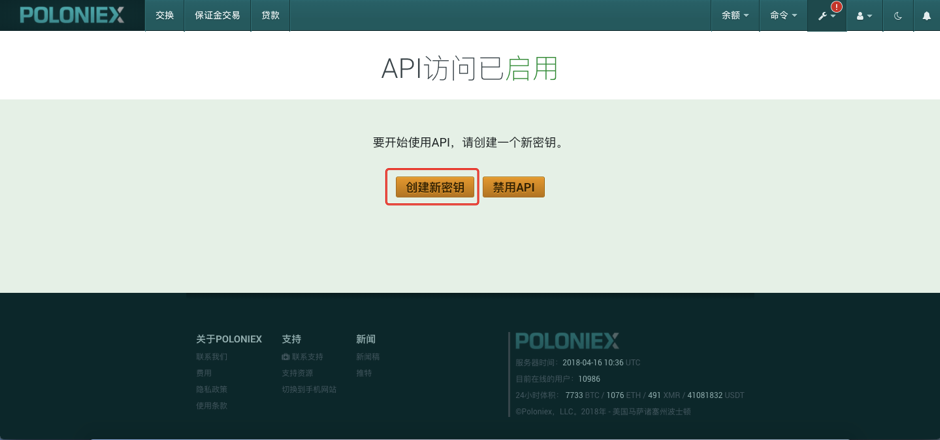 POLONIEX 交换 保证金交易 贷款 余额 命令 !
API访问已启用
要开始使用API，请创建一个新密钥。
创建新密钥 禁用API
关于POLONIEX
联系我们
费用
隐私政策
使用条款
支持
联系支持
支持资源
切换到手机网站
新闻
新闻稿
推特
POLONIEX
服务器时间：2018-04-16 10:36 UTC
目前在线的用户：10986
24小时体积： 7733 BTC / 1076 ETH / 491 XMR / 41081832 USDT
©Poloniex，LLC。2018年 - 美国马萨诸塞州波士顿